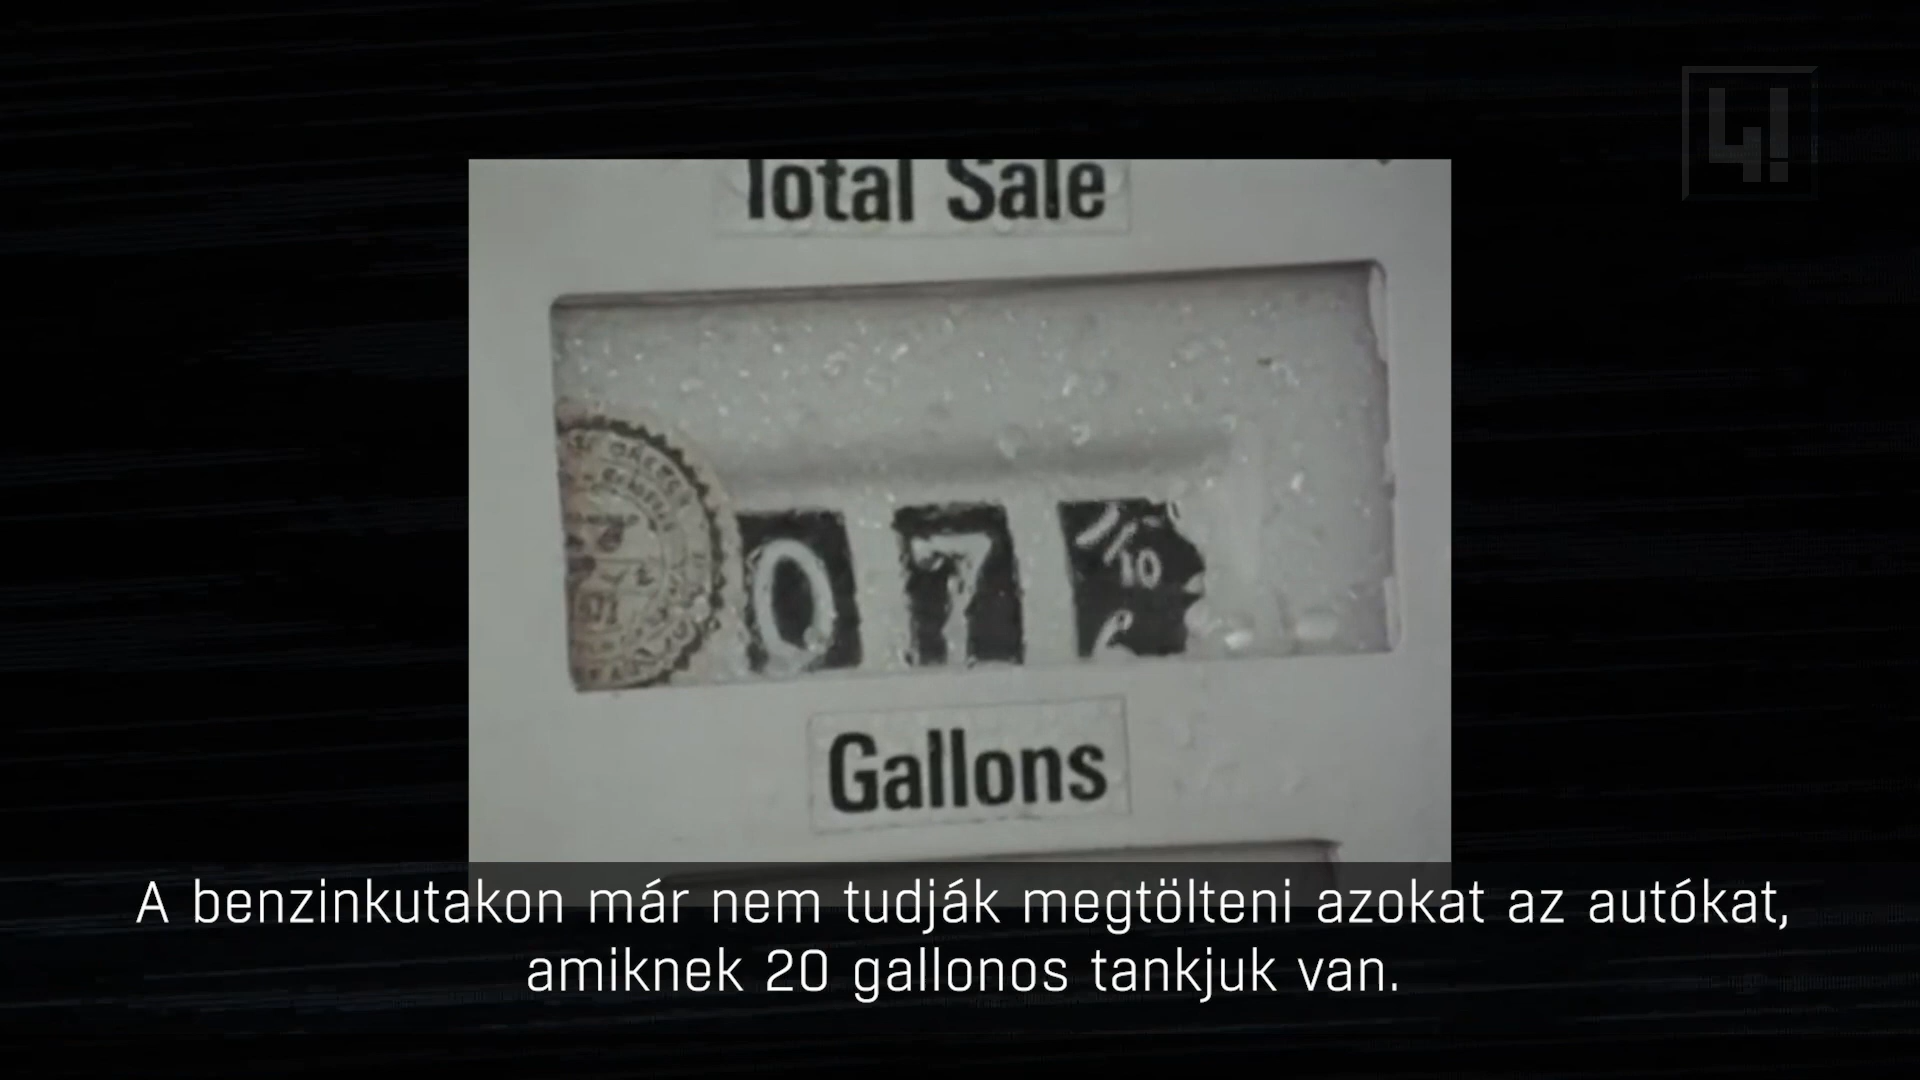 4!
Total Sale
0 7 /10
Gallons
A benzinkutakon már nem tudják megtölteni azokat az autókat,
amiknek 20 gallonos tankjuk van.